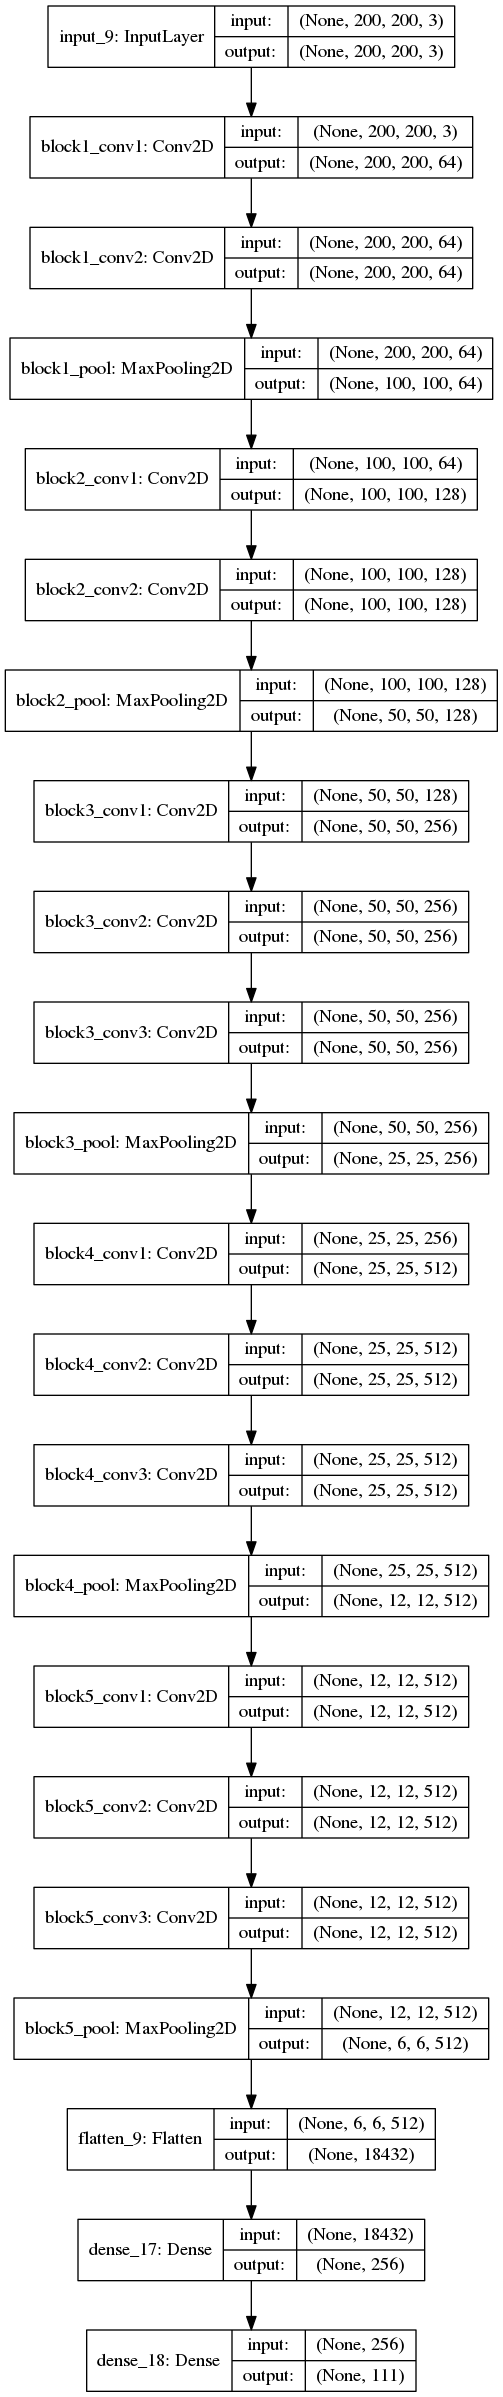 input_9: InputLayer
input: (None, 200, 200, 3)
output: (None, 200, 200, 3)
block1_conv1: Conv2D
input: (None, 200, 200, 3)
output: (None, 200, 200, 64)
block1_conv2: Conv2D
input: (None, 200, 200, 64)
output: (None, 200, 200, 64)
block1_pool: MaxPooling2D
input: (None, 200, 200, 64)
output: (None, 100, 100, 64)
block2_conv1: Conv2D
input: (None, 100, 100, 64)
output: (None, 100, 100, 128)
block2_conv2: Conv2D
input: (None, 100, 100, 128)
output: (None, 100, 100, 128)
block2_pool: MaxPooling2D
input: (None, 100, 100, 128)
output: (None, 50, 50, 128)
block3_conv1: Conv2D
input: (None, 50, 50, 128)
output: (None, 50, 50, 256)
block3_conv2: Conv2D
input: (None, 50, 50, 256)
output: (None, 50, 50, 256)
block3_conv3: Conv2D
input: (None, 50, 50, 256)
output: (None, 50, 50, 256)
block3_pool: MaxPooling2D
input: (None, 50, 50, 256)
output: (None, 25, 25, 256)
block4_conv1: Conv2D
input: (None, 25, 25, 256)
output: (None, 25, 25, 512)
block4_conv2: Conv2D
input: (None, 25, 25, 512)
output: (None, 25, 25, 512)
block4_conv3: Conv2D
input: (None, 25, 25, 512)
output: (None, 25, 25, 512)
block4_pool: MaxPooling2D
input: (None, 25, 25, 512)
output: (None, 12, 12, 512)
block5_conv1: Conv2D
input: (None, 12, 12, 512)
output: (None, 12, 12, 512)
block5_conv2: Conv2D
input: (None, 12, 12, 512)
output: (None, 12, 12, 512)
block5_conv3: Conv2D
input: (None, 12, 12, 512)
output: (None, 12, 12, 512)
block5_pool: MaxPooling2D
input: (None, 12, 12, 512)
output: (None, 6, 6, 512)
flatten_9: Flatten
input: (None, 6, 6, 512)
output: (None, 18432)
dense_17: Dense
input: (None, 18432)
output: (None, 256)
dense_18: Dense
input: (None, 256)
output: (None, 111)